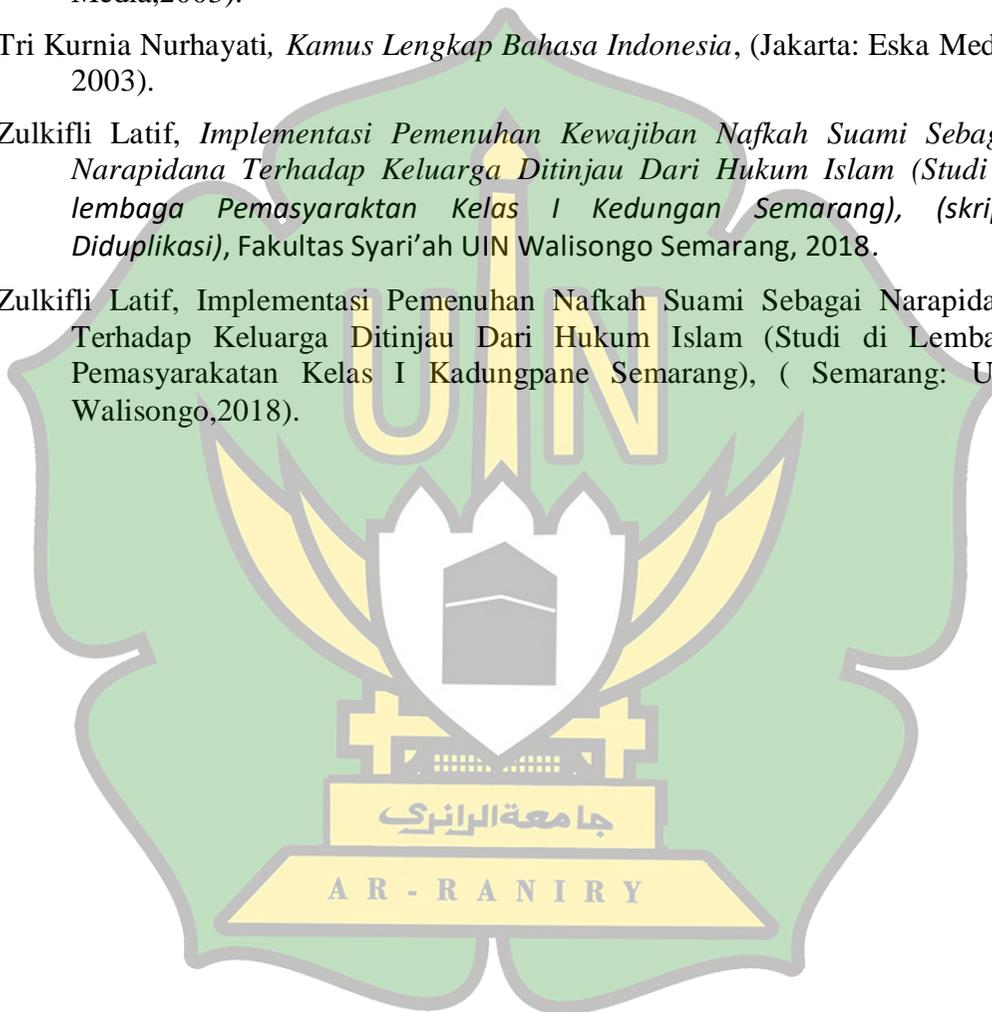 Media,2003).
Tri Kurnia Nurhayati, Kamus Lengkap Bahasa Indonesia, (Jakarta: Eska Med
2003).
Zulkifli Latif, Implementasi Pemenuhan Kewajiban Nafkah Suami Sebag
Narapidana Terhadap Keluarga Ditinjau Dari Hukum Islam (Studi
lembaga Pemasyaraktan Kelas I Kedungan Semarang), (skrip
Diduplikasi), Fakultas Syari’ah UIN Walisongo Semarang, 2018.
Zulkifli Latif, Implementasi Pemenuhan Nafkah Suami Sebagai Narapida
Terhadap Keluarga Ditinjau Dari Hukum Islam (Studi di Lemba
Pemasyarakatan Kelas I Kadungpane Semarang), ( Semarang: U
Walisongo,2018).
UIN
جامعةالرانرى
AR-RANIRY